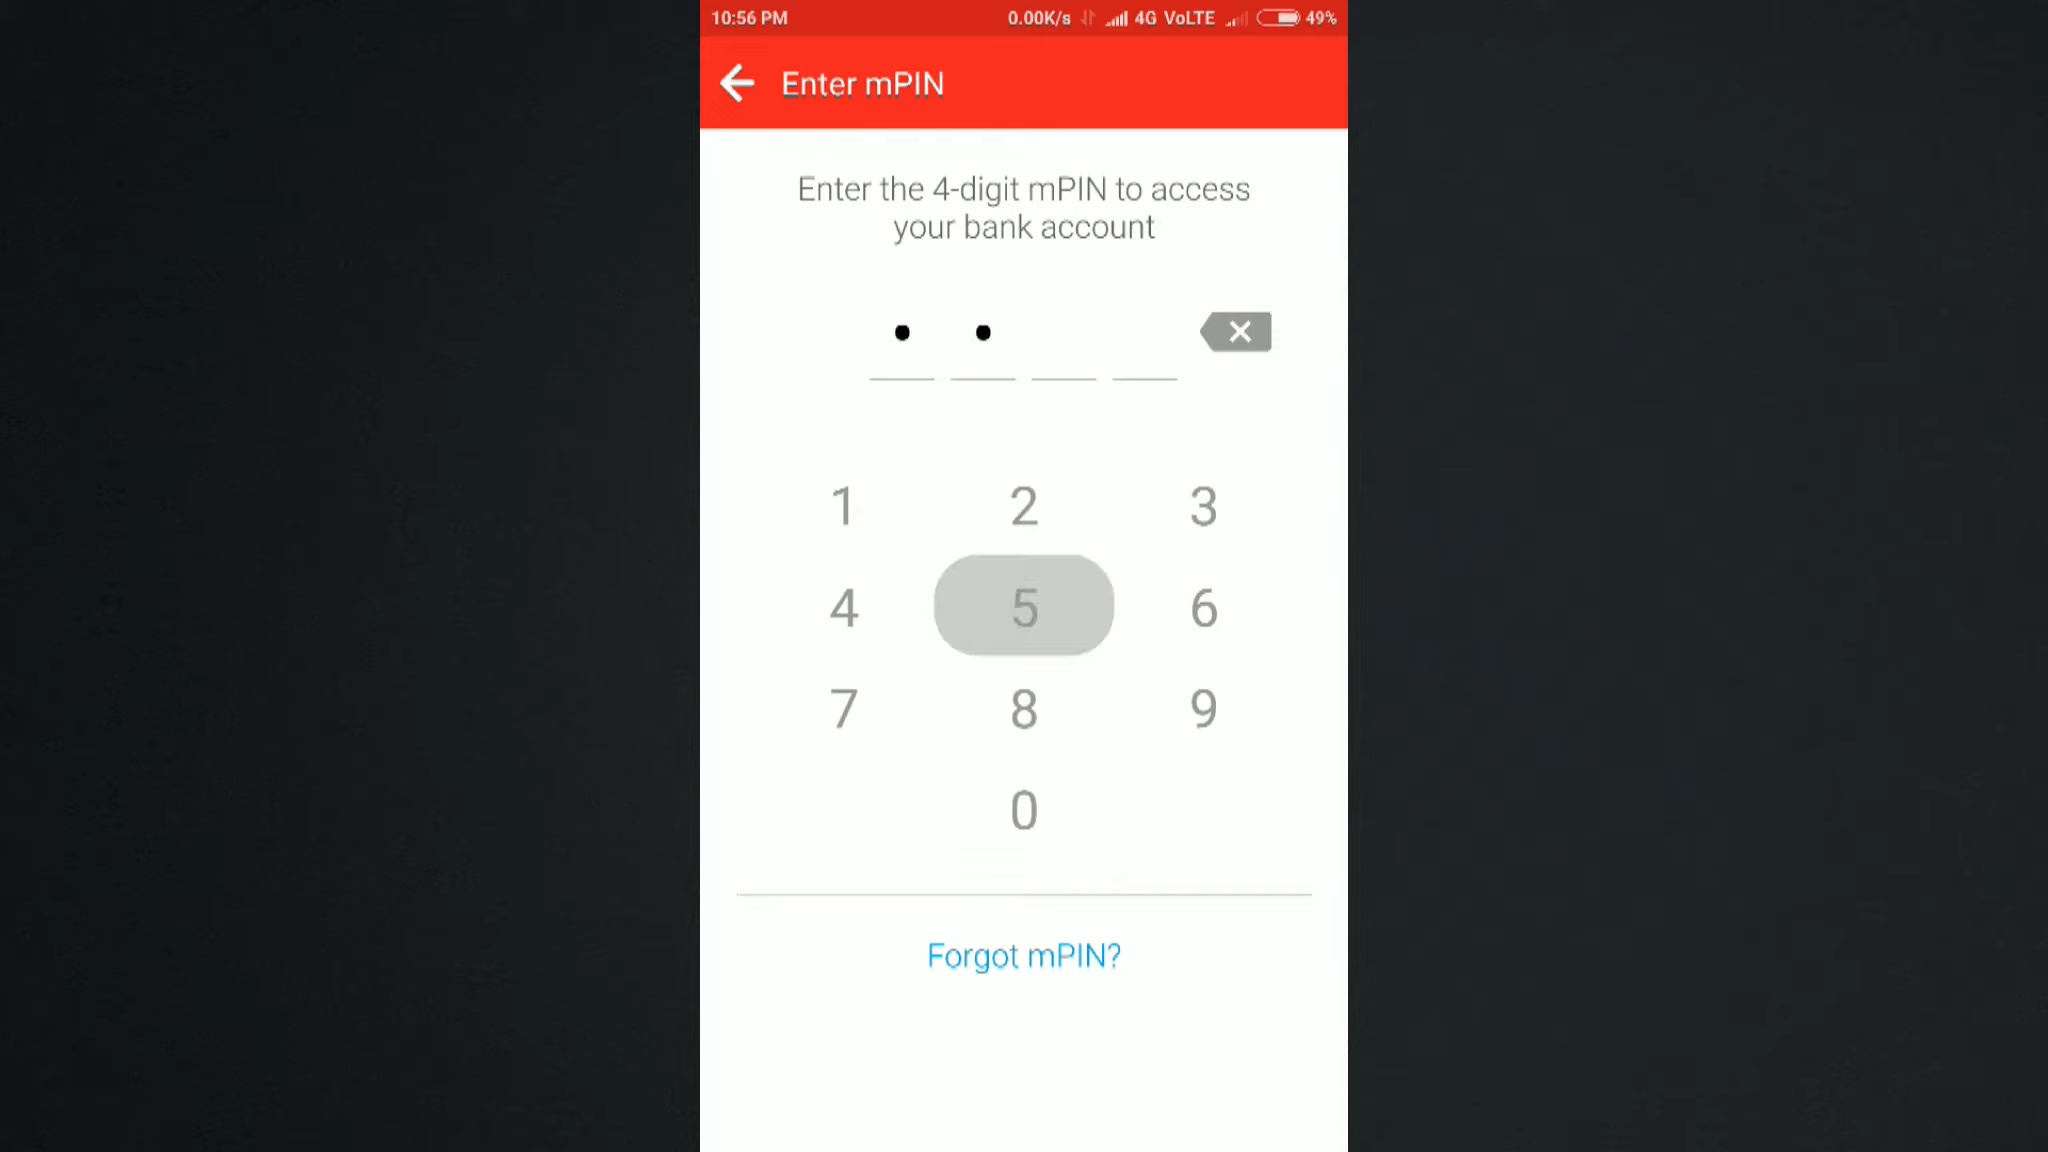 10:56 PM 0.00K/s 4G VoLTE 49%
Enter mPIN
Enter the 4-digit mPIN to access
your bank account
1 2 3
4 5 6
7 8 9
0
Forgot mPIN?